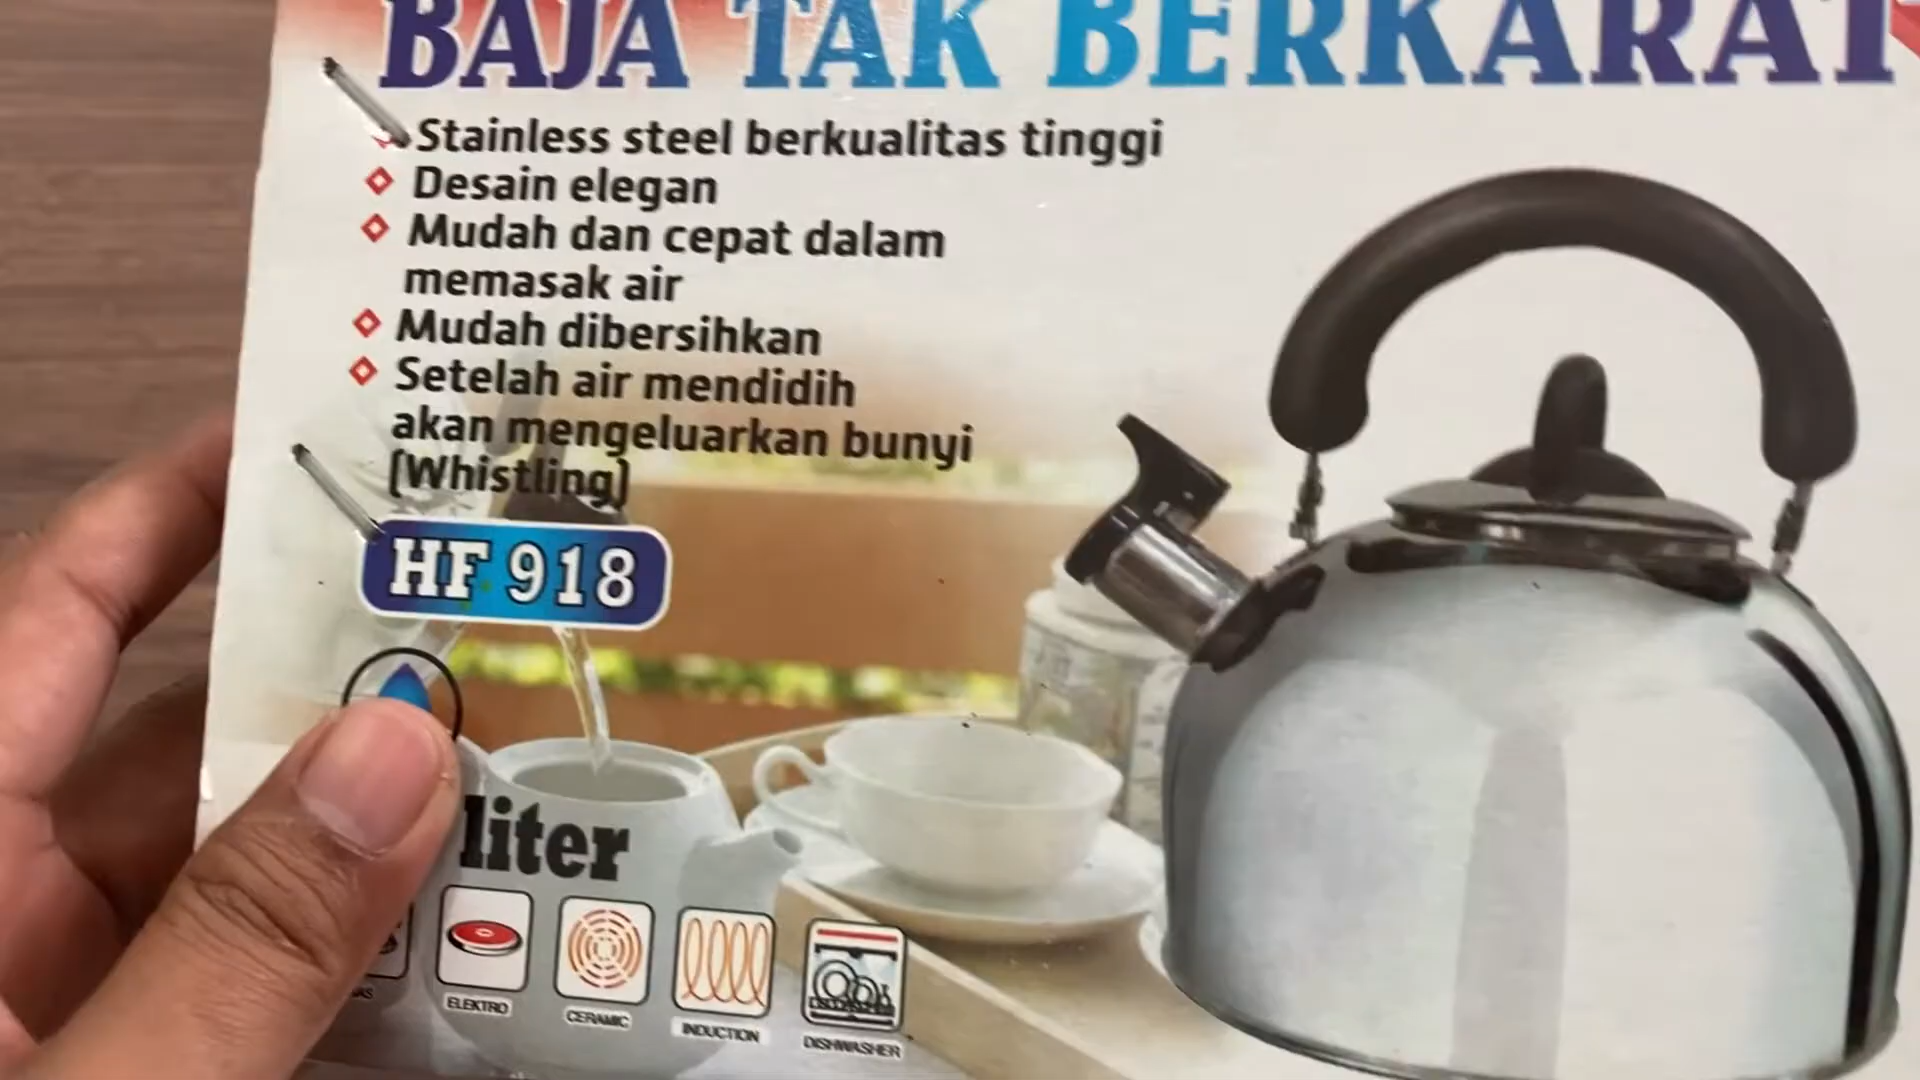 BAJA TAK BERKARAT
Stainless steel berkualitas tinggi
Desain elegan
Mudah dan cepat dalam
memasak air
Mudah dibersihkan
Setelah air mendidih
akan mengeluarkan bunyi
(Whistling)
HF 918
liter
ELEKTRO
CERAMIC
INDUCTION
DISHWASHER